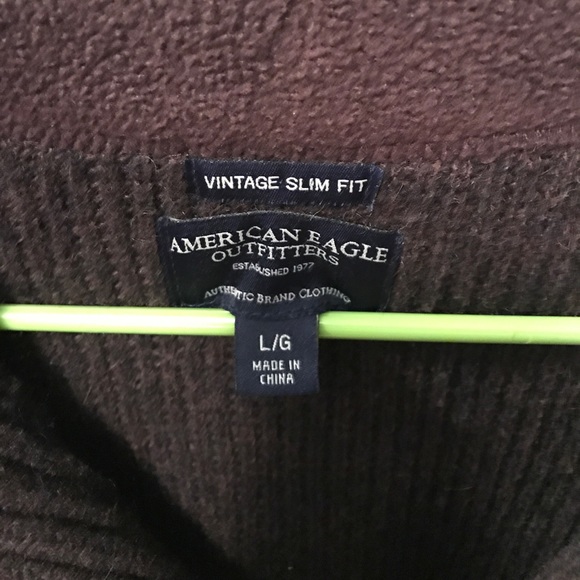 VINTAGE SLIM FIT
AMERICAN EAGLE
OUTFITTERS
ESTABLISHED 1977
AUTHENTIC BRAND CLOTHING
L/G
MADE IN
CHINA